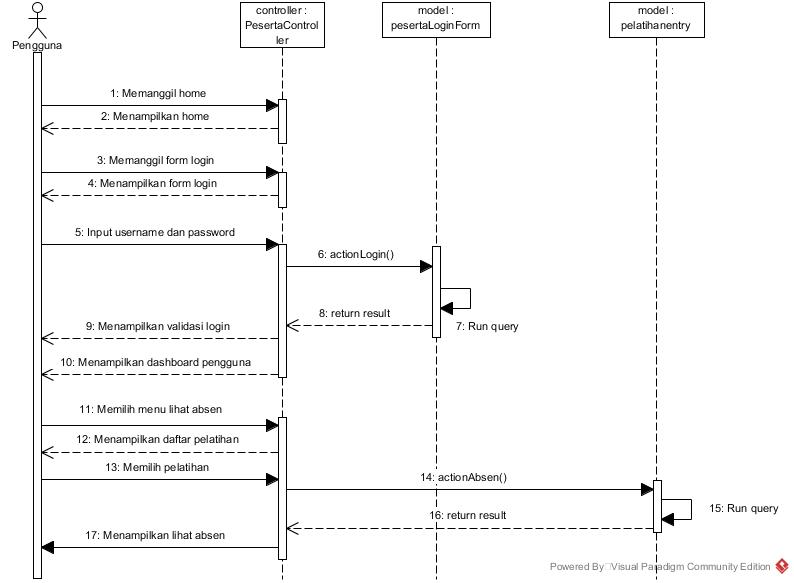 controller :
PesertaControl
ler
model :
pesertaLoginForm
model :
pelatihanentry
Pengguna
1: Memanggil home
2: Menampilkan home
3: Memanggil form login
4: Menampilkan form login
5: Input username dan password
6: actionLogin()
7: Run query
8: return result
9: Menampilkan validasi login
10: Menampilkan dashboard pengguna
11: Memilih menu lihat absen
12: Menampilkan daftar pelatihan
13: Memilih pelatihan
14: actionAbsen()
15: Run query
16: return result
17: Menampilkan lihat absen
Powered By□Visual Paradigm Community Edition